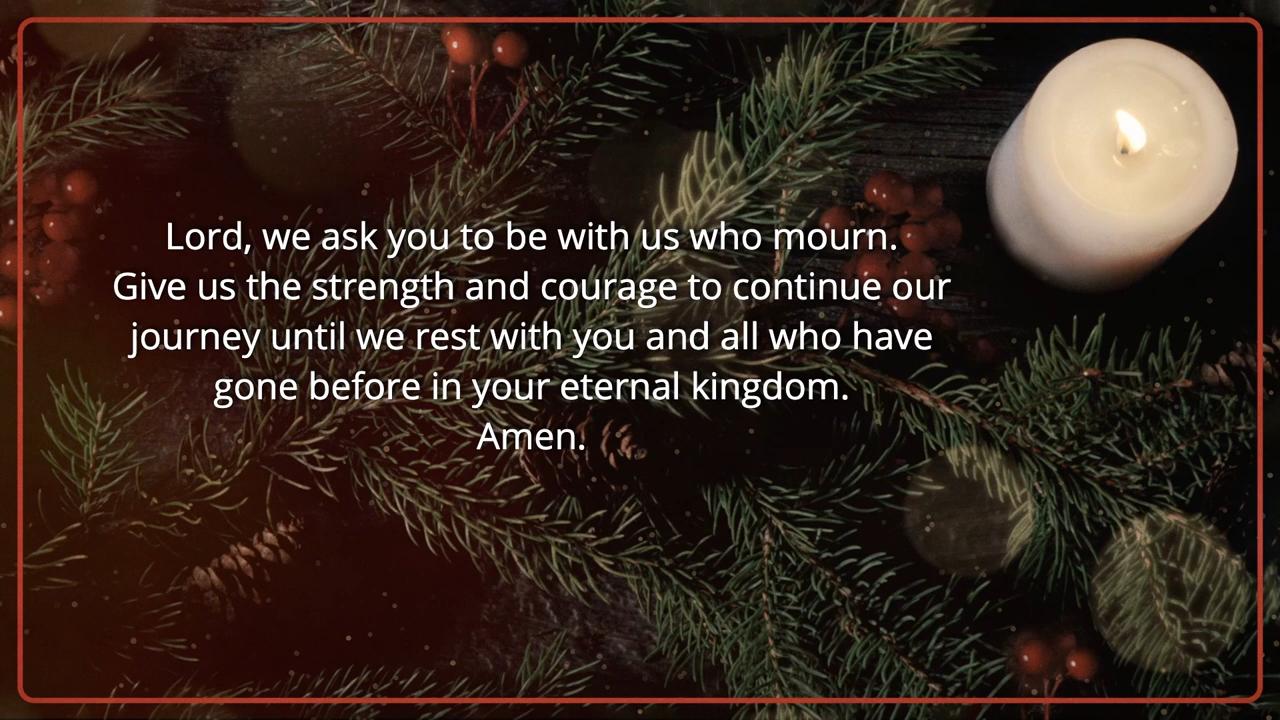 Lord, we ask you to be with us who mourn.
Give us the strength and courage to continue our
journey until we rest with you and all who have
gone before in your eternal kingdom.
Amen.